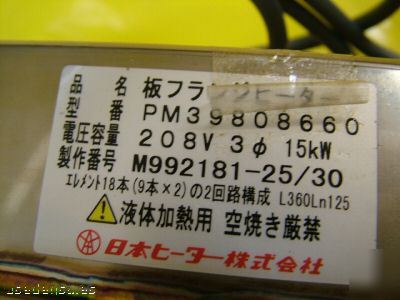 品 名 板フランジヒーター
型 番 PM39808660
電圧容量 208V 3φ 15kW
製作番号 M992181-25/30
エレメント18本(9本×2)の2回路構成 L360Ln125
液体加熱用 空焼き厳禁
日本ヒーター株式会社
usedemsales